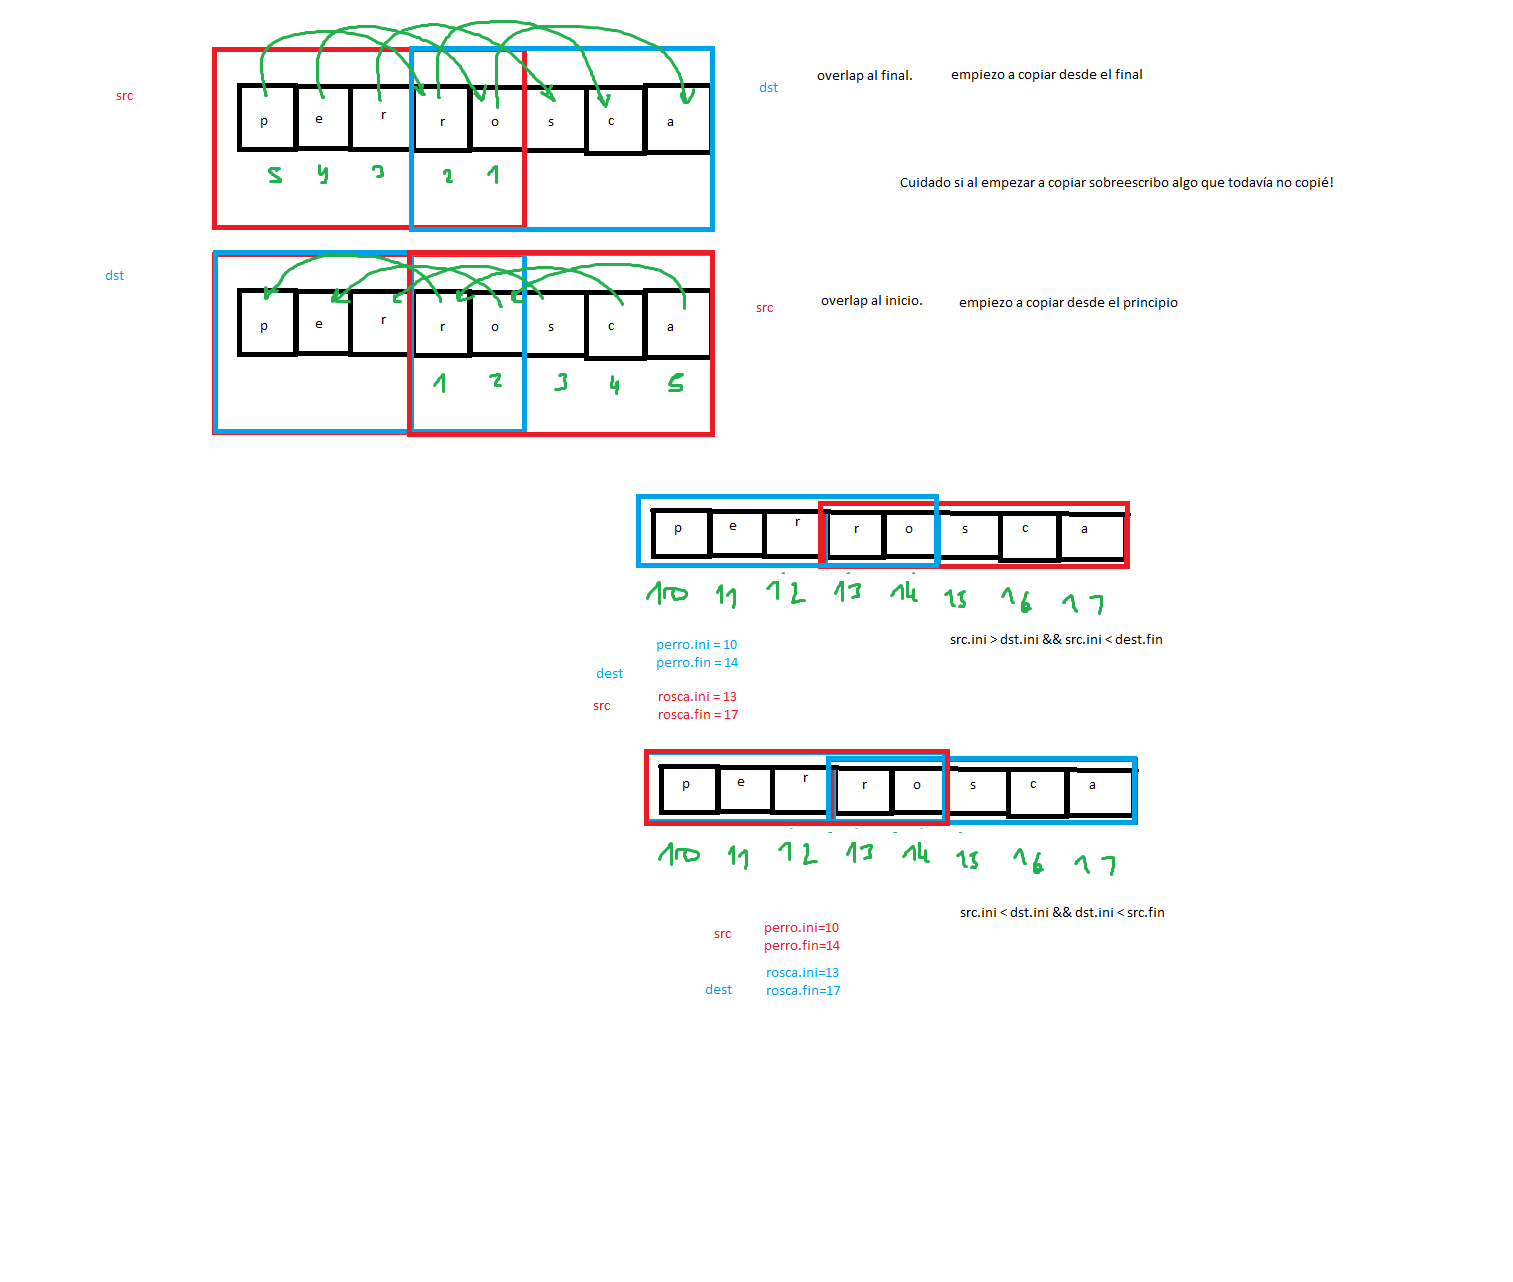 src
p e r r o s c a
5 4 3 2 1
dst
overlap al final. empiezo a copiar desde el final
Cuidado si al empezar a copiar sobreescribo algo que todavía no copié!
dst
p e r r o s c a
1 2 3 4 5
src
overlap al inicio. empiezo a copiar desde el principio
p e r r o s c a
10 11 12 13 14 15 16 17
src.ini > dst.ini && src.ini < dest.fin
dest
perro.ini = 10
perro.fin = 14
src
rosca.ini = 13
rosca.fin = 17
p e r r o s c a
10 11 12 13 14 15 16 17
src.ini < dst.ini && dst.ini < src.fin
src
perro.ini=10
perro.fin=14
dest
rosca.ini=13
rosca.fin=17